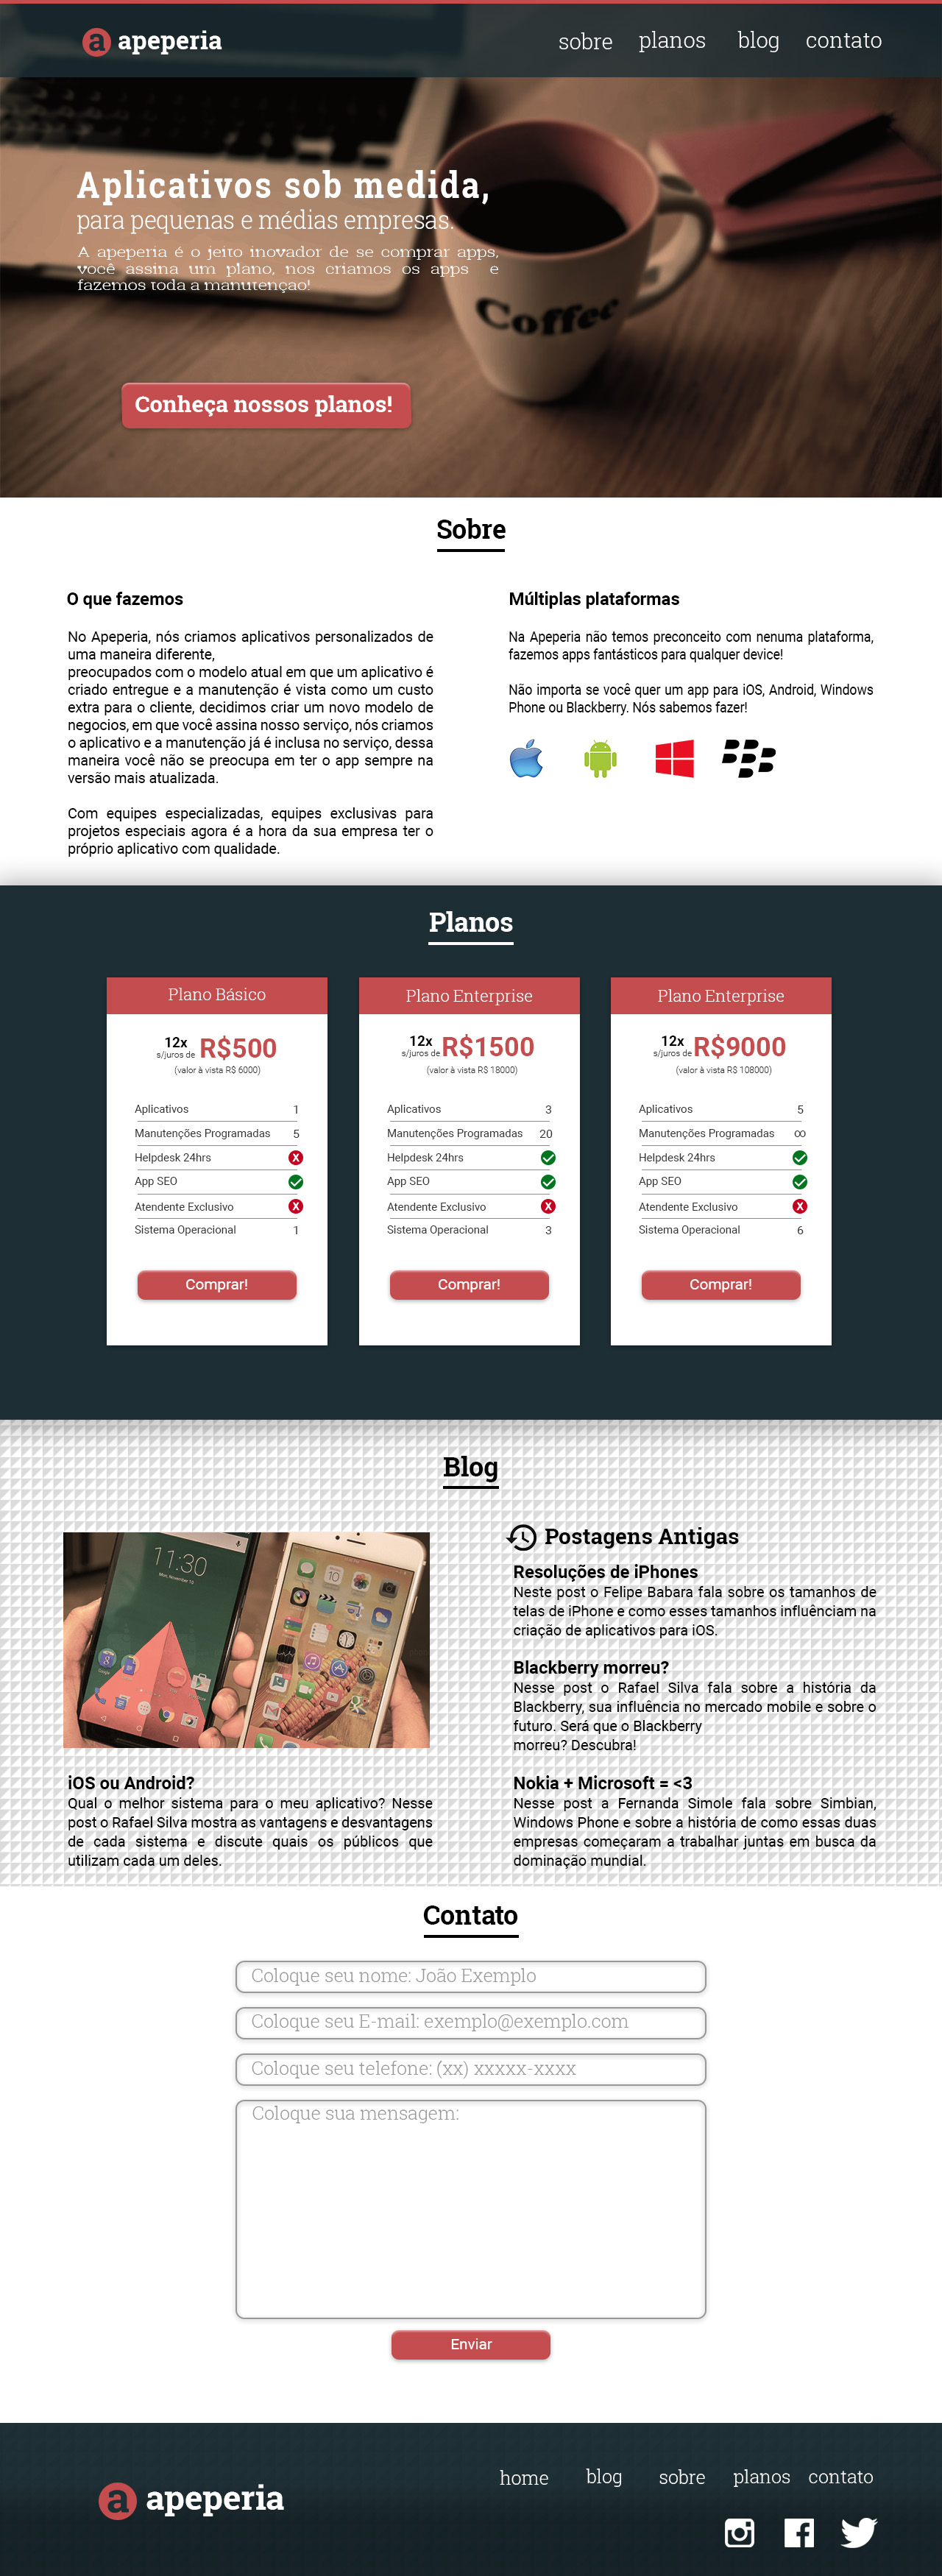 a apeperia
sobre planos blog contato
Aplicativos sob medida,
para pequenas e médias empresas.
A apeperia é o jeito inovador de se comprar apps,
você assina um plano, nos criamos os apps e
fazemos toda a manutençao!
Coffee
Conheça nossos planos!
Sobre
O que fazemos
No Apeperia, nós criamos aplicativos personalizados de
uma maneira diferente,
preocupados com o modelo atual em que um aplicativo é
criado entregue e a manutenção é vista como um custo
extra para o cliente, decidimos criar um novo modelo de
negocios, em que você assina nosso serviço, nós criamos
o aplicativo e a manutenção já é inclusa no serviço, dessa
maneira você não se preocupa em ter o app sempre na
versão mais atualizada.
Com equipes especializadas, equipes exclusivas para
projetos especiais agora é a hora da sua empresa ter o
próprio aplicativo com qualidade.
Múltiplas plataformas
Na Apeperia não temos preconceito com nenuma plataforma,
fazemos apps fantásticos para qualquer device!
Não importa se você quer um app para iOS, Android, Windows
Phone ou Blackberry. Nós sabemos fazer!
Planos
Plano Básico
12x
s/juros de R$500
(valor à vista R$ 6000)
Aplicativos 1
Manutenções Programadas 5
Helpdesk 24hrs
App SEO
Atendente Exclusivo
Sistema Operacional 1
Comprar!
Plano Enterprise
12x
s/juros de R$1500
(valor à vista R$ 18000)
Aplicativos 3
Manutenções Programadas 20
Helpdesk 24hrs
App SEO
Atendente Exclusivo
Sistema Operacional 3
Comprar!
Plano Enterprise
12x
s/juros de R$9000
(valor à vista R$ 108000)
Aplicativos 5
Manutenções Programadas ∞
Helpdesk 24hrs
App SEO
Atendente Exclusivo
Sistema Operacional 6
Comprar!
Blog
11:30
iOS ou Android?
Qual o melhor sistema para o meu aplicativo? Nesse
post o Rafael Silva mostra as vantagens e desvantagens
de cada sistema e discute quais os públicos que
utilizam cada um deles.
Postagens Antigas
Resoluções de iPhones
Neste post o Felipe Babara fala sobre os tamanhos de
telas de iPhone e como esses tamanhos influênciam na
criação de aplicativos para iOS.
Blackberry morreu?
Nesse post o Rafael Silva fala sobre a história da
Blackberry, sua influência no mercado mobile e sobre o
futuro. Será que o Blackberry
morreu? Descubra!
Nokia + Microsoft = <3
Nesse post a Fernanda Simole fala sobre Simbian,
Windows Phone e sobre a história de como essas duas
empresas começaram a trabalhar juntas em busca da
dominação mundial.
Contato
Coloque seu nome: João Exemplo
Coloque seu E-mail: exemplo@exemplo.com
Coloque seu telefone: (xx) xxxxx-xxxx
Coloque sua mensagem:
Enviar
a apeperia
home blog sobre planos contato